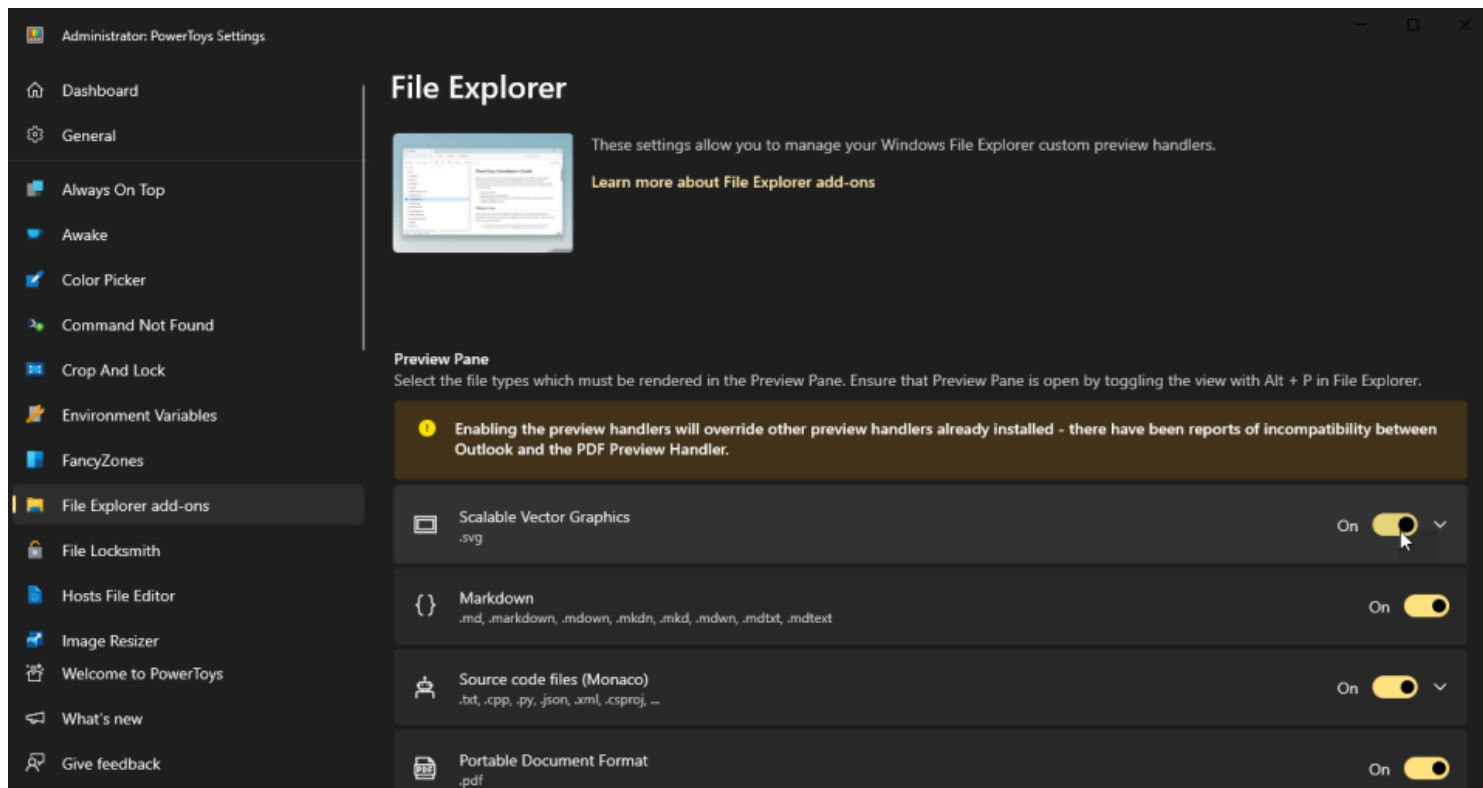 Administrator: PowerToys Settings
Dashboard
General
Always On Top
Awake
Color Picker
Command Not Found
Crop And Lock
Environment Variables
FancyZones
File Explorer add-ons
File Locksmith
Hosts File Editor
Image Resizer
Welcome to PowerToys
What's new
Give feedback
File Explorer
These settings allow you to manage your Windows File Explorer custom preview handlers.
Learn more about File Explorer add-ons
Preview Pane
Select the file types which must be rendered in the Preview Pane. Ensure that Preview Pane is open by toggling the view with Alt + P in File Explorer.
Enabling the preview handlers will override other preview handlers already installed - there have been reports of incompatibility between
Outlook and the PDF Preview Handler.
Scalable Vector Graphics
.svg
On
Markdown
.md, .markdown, .mdown, .mkdn, .mkd, .mdwn, .mdtxt, .mdtext
On
Source code files (Monaco)
.txt, .cpp, .py, .json, .xml, .csproj, ...
On
PDF
Portable Document Format
.pdf
On